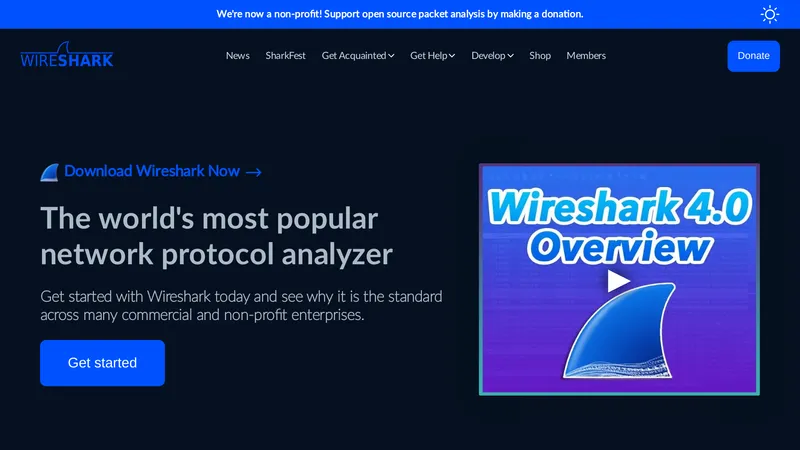 We're now a non-profit! Support open source packet analysis by making a donation.
WIRESHARK
News
SharkFest
Get Acquainted
Get Help
Develop
Shop
Members
Donate
Download Wireshark Now →
The world's most popular
network protocol analyzer
Get started with Wireshark today and see why it is the standard
across many commercial and non-profit enterprises.
Get started
Wireshark 4.0
Overview